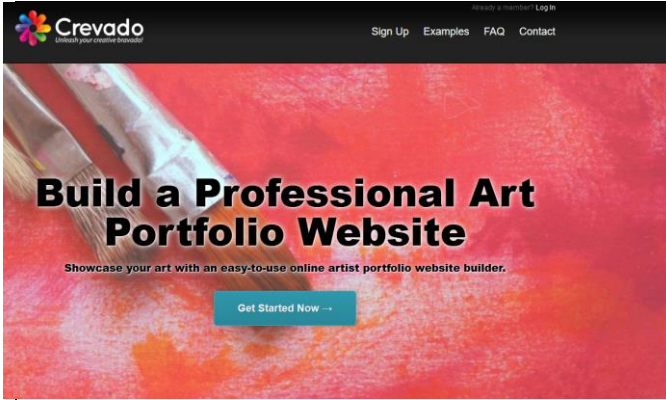 Already a member? Log In
Crevado
Unleash your creative bravado!
Sign Up Examples FAQ Contact
Build a Professional Art
Portfolio Website
Showcase your art with an easy-to-use online artist portfolio website builder.
Get Started Now →